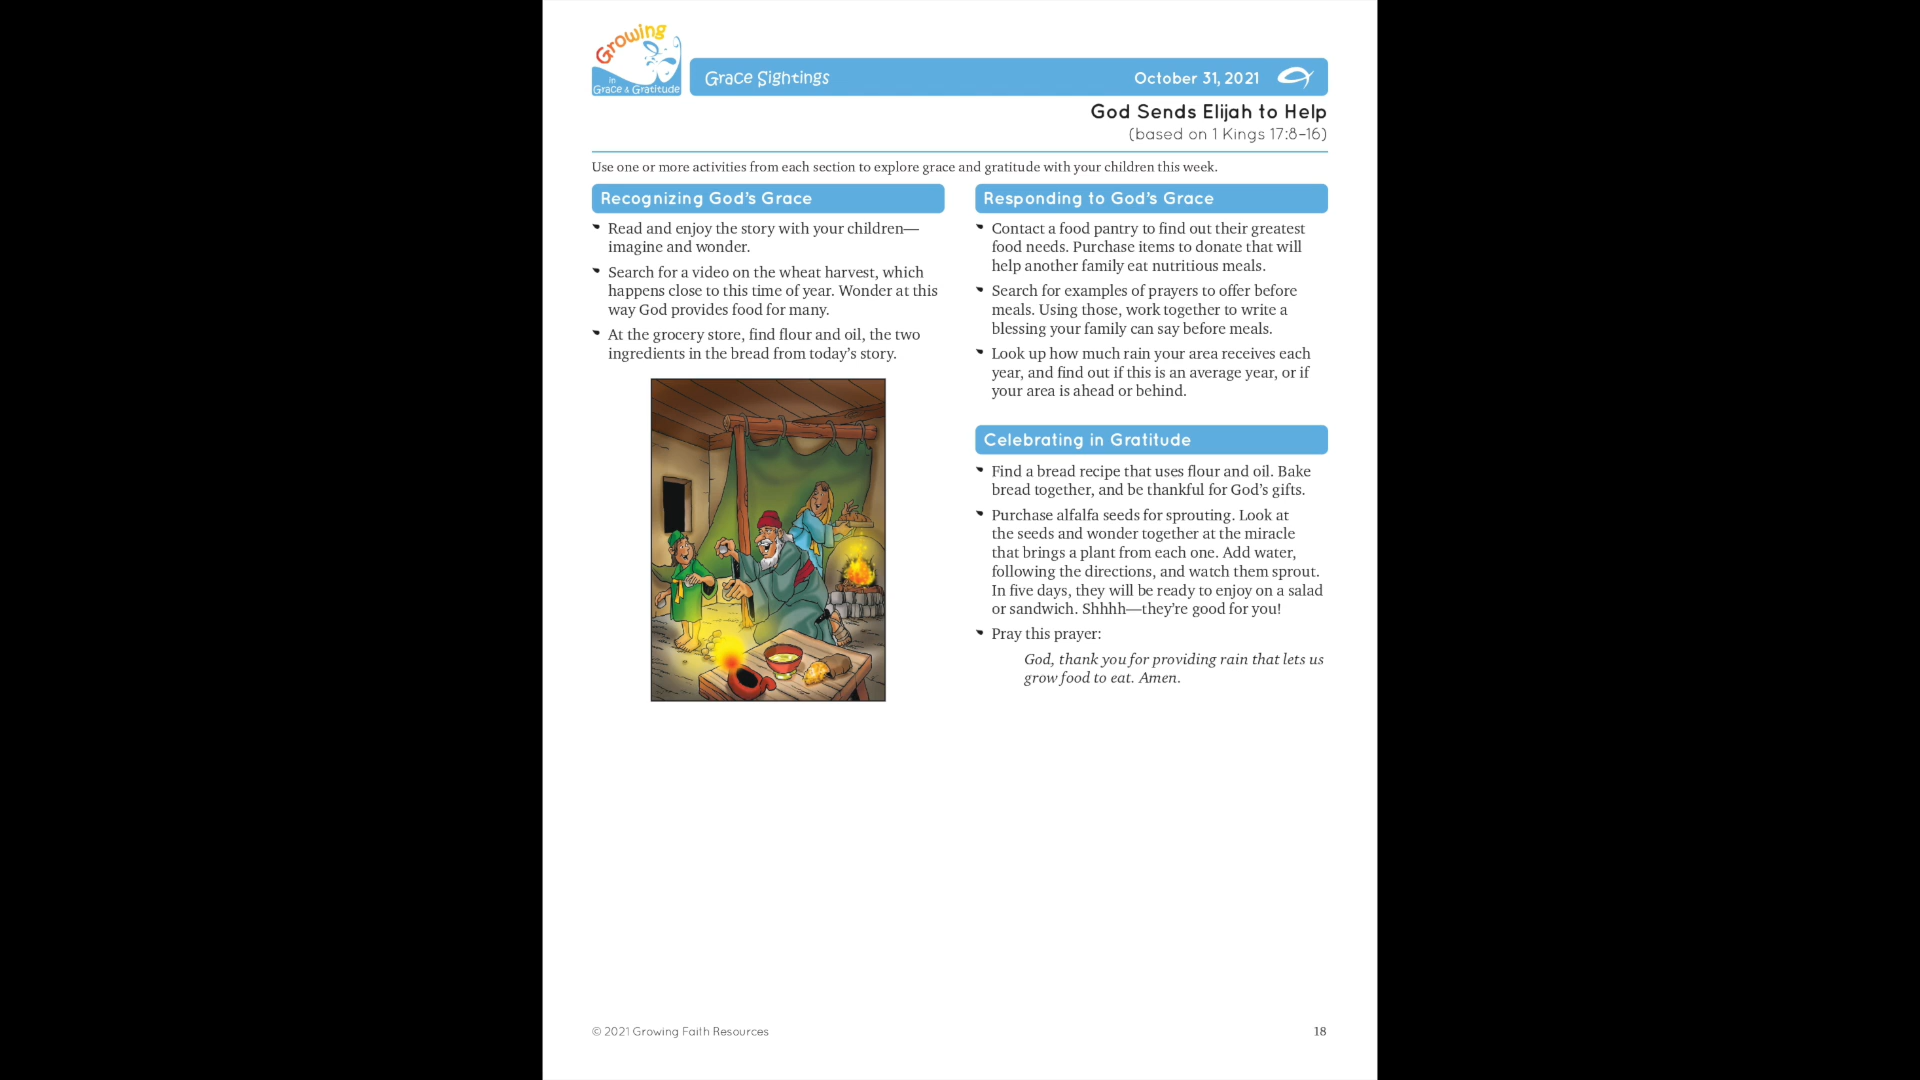 Growing
in
Grace & Gratitude
Grace Sightings
October 31, 2021
God Sends Elijah to Help
(based on 1 Kings 17:8–16)
Use one or more activities from each section to explore grace and gratitude with your children this week.
Recognizing God's Grace
Read and enjoy the story with your children—
imagine and wonder.
Search for a video on the wheat harvest, which
happens close to this time of year. Wonder at this
way God provides food for many.
At the grocery store, find flour and oil, the two
ingredients in the bread from today's story.
Responding to God's Grace
Contact a food pantry to find out their greatest
food needs. Purchase items to donate that will
help another family eat nutritious meals.
Search for examples of prayers to offer before
meals. Using those, work together to write a
blessing your family can say before meals.
Look up how much rain your area receives each
year, and find out if this is an average year, or if
your area is ahead or behind.
Celebrating in Gratitude
Find a bread recipe that uses flour and oil. Bake
bread together, and be thankful for God's gifts.
Purchase alfalfa seeds for sprouting. Look at
the seeds and wonder together at the miracle
that brings a plant from each one. Add water,
following the directions, and watch them sprout.
In five days, they will be ready to enjoy on a salad
or sandwich. Shhhh—they're good for you!
Pray this prayer:
God, thank you for providing rain that lets us
grow food to eat. Amen.
© 2021 Growing Faith Resources
18